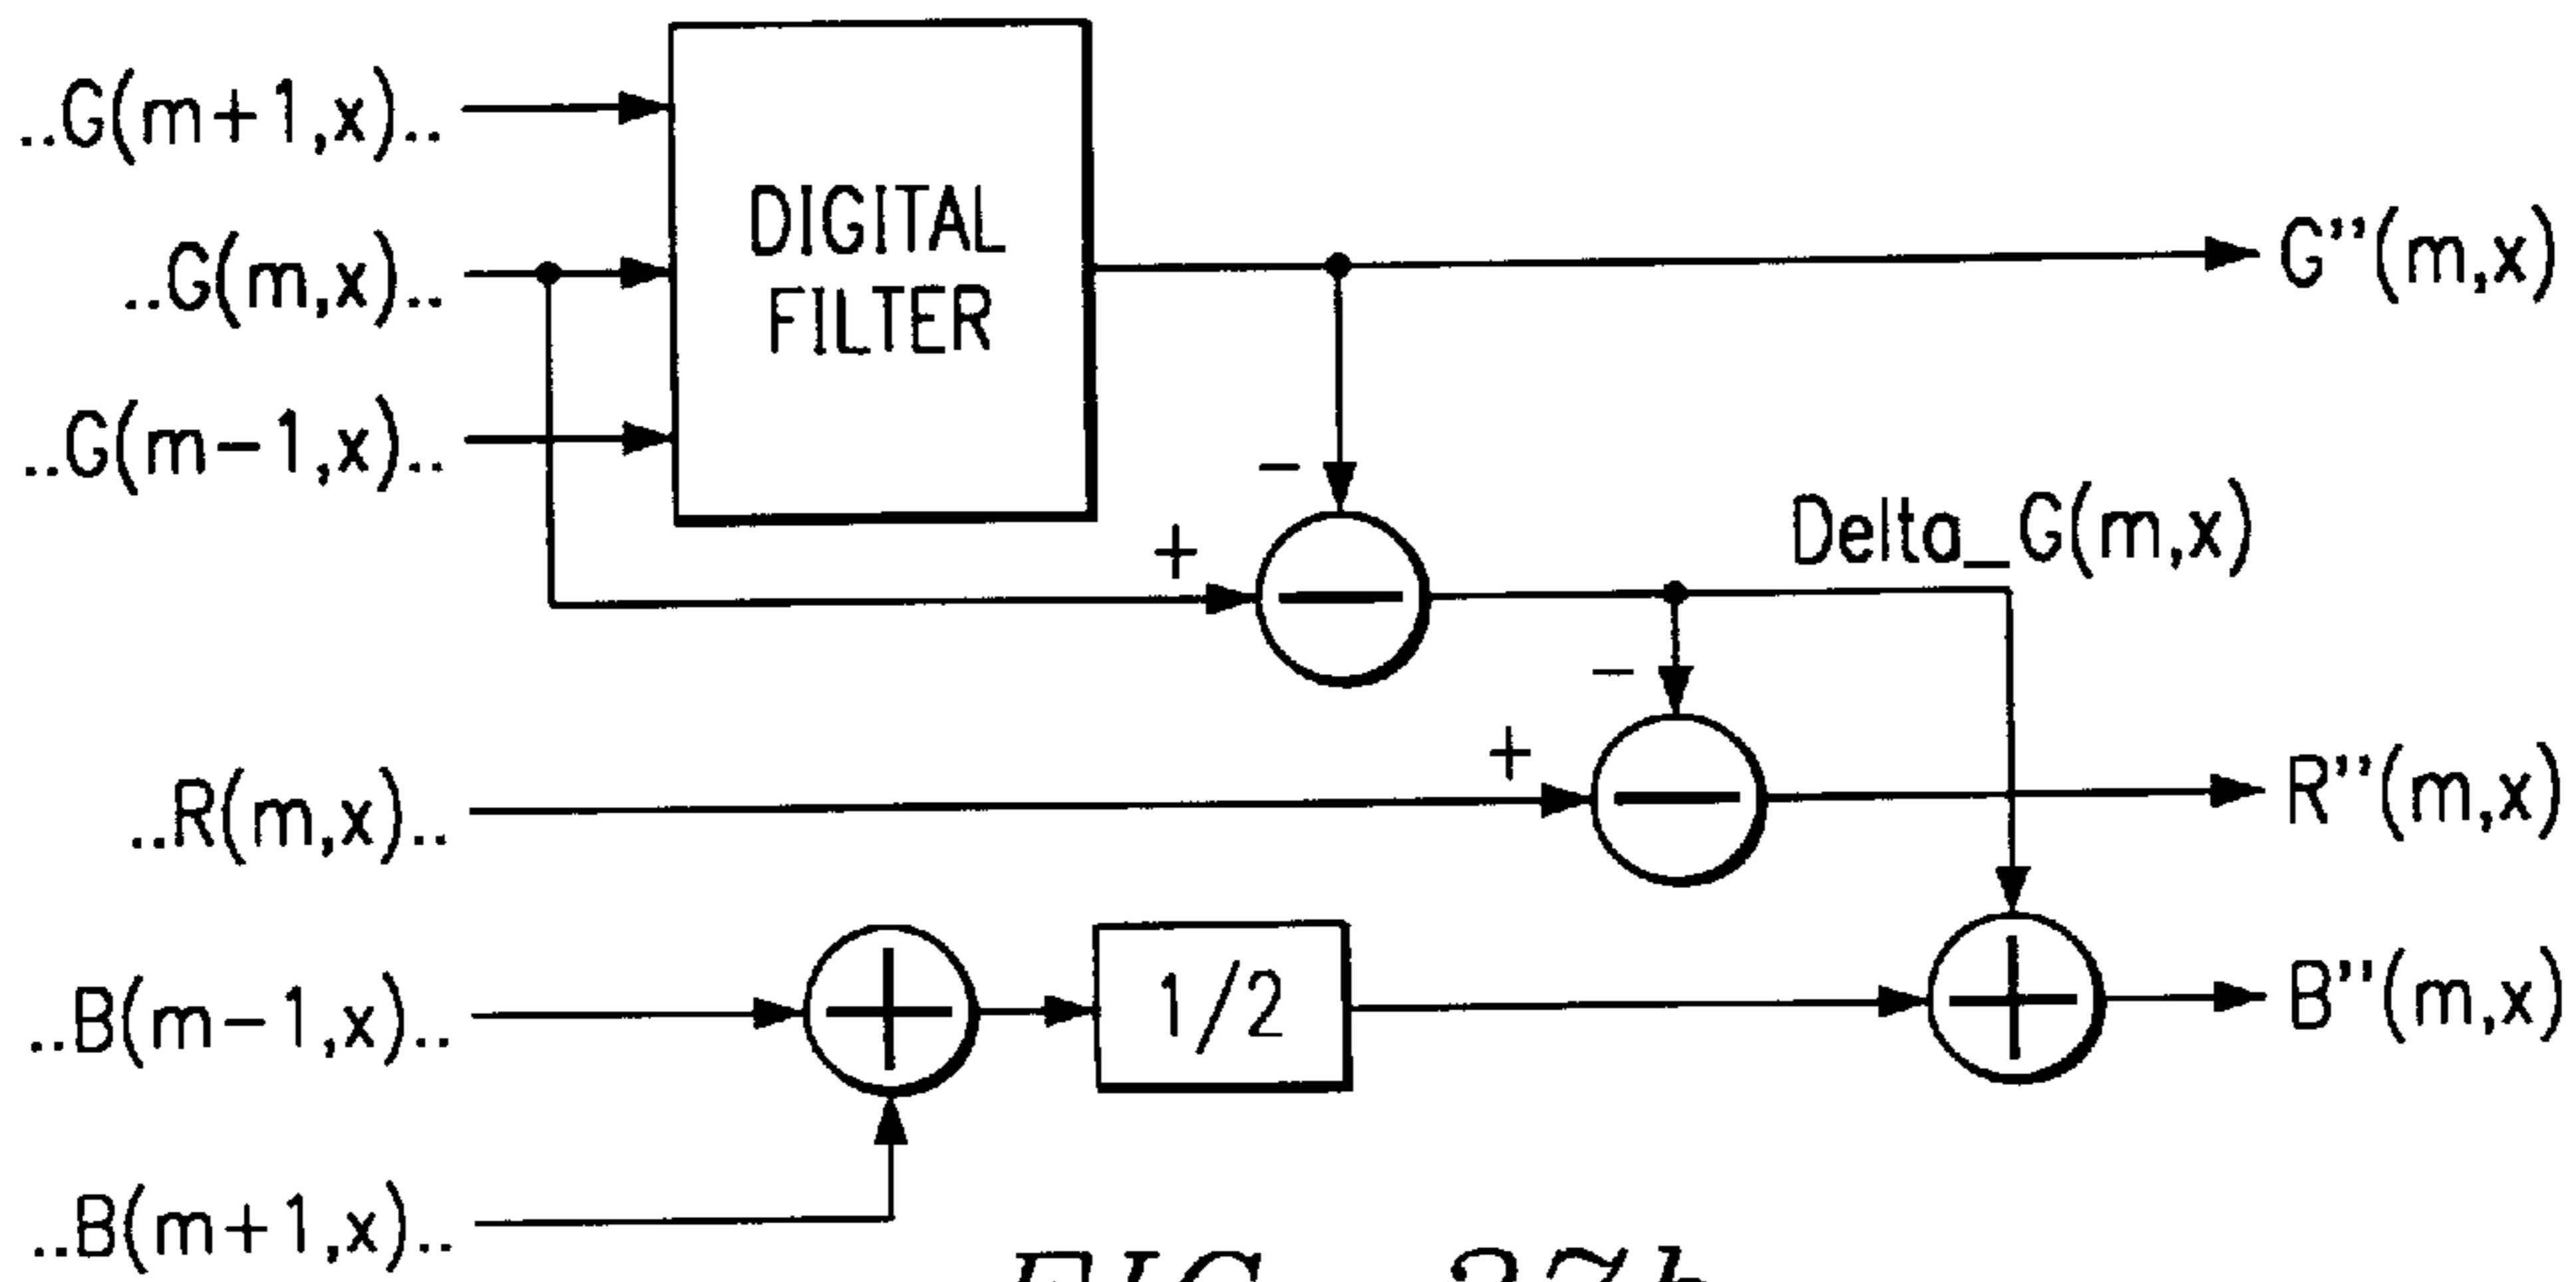 ..G(m+1,x)..
..G(m,x)..
..G(m-1,x)..
DIGITAL
FILTER
G''(m,x)
-
+
Delta_G(m,x)
-
+
..R(m,x)..
R''(m,x)
..B(m-1,x)..
1/2
B''(m,x)
..B(m+1,x)..